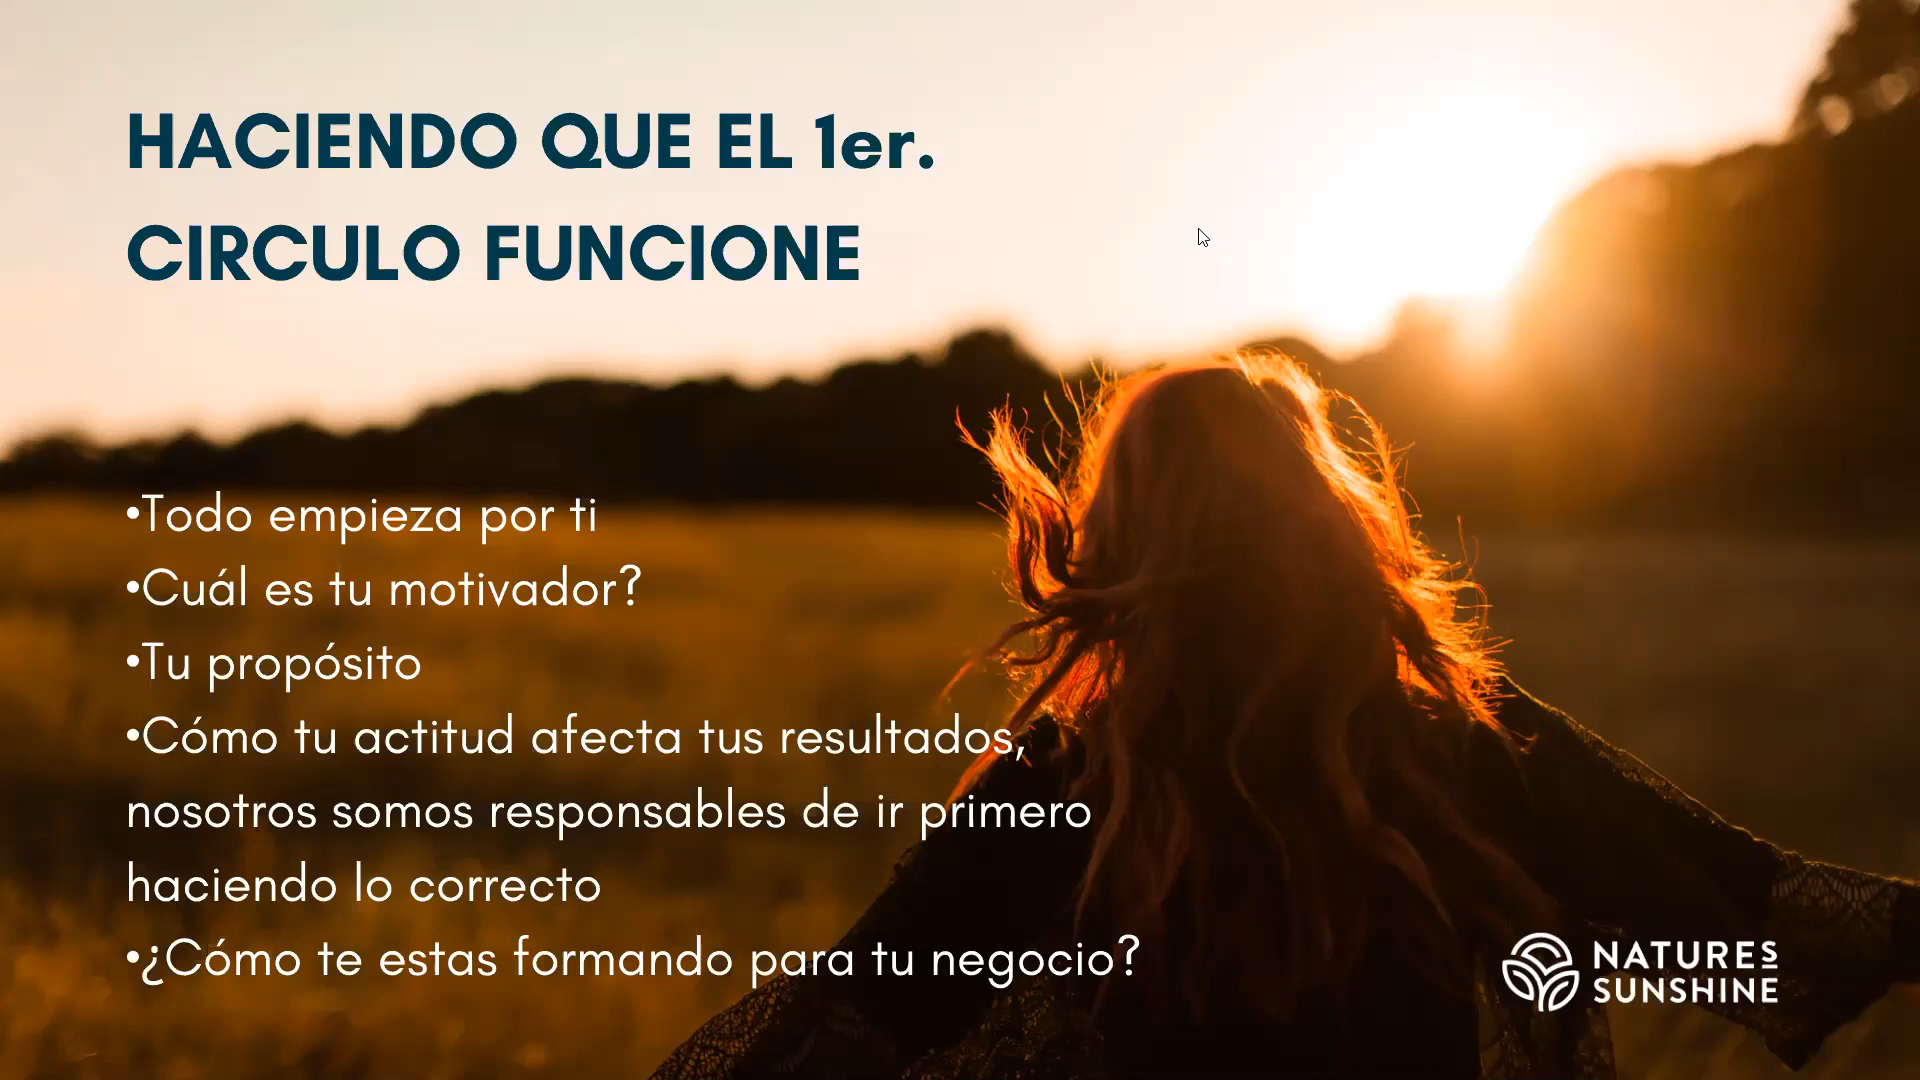 HACIENDO QUE EL 1er.
CIRCULO FUNCIONE
•Todo empieza por ti
•Cuál es tu motivador?
•Tu propósito
•Cómo tu actitud afecta tus resultados,
nosotros somos responsables de ir primero
haciendo lo correcto
•¿Cómo te estas formando para tu negocio?
NATURES
SUNSHINE